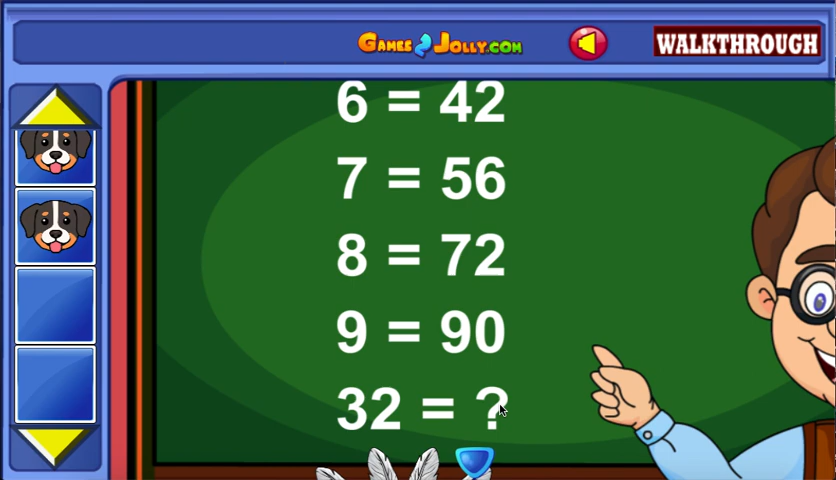 GAMES2JOLLY.COM
WALKTHROUGH
6 = 42
7 = 56
8 = 72
9 = 90
32 = ?